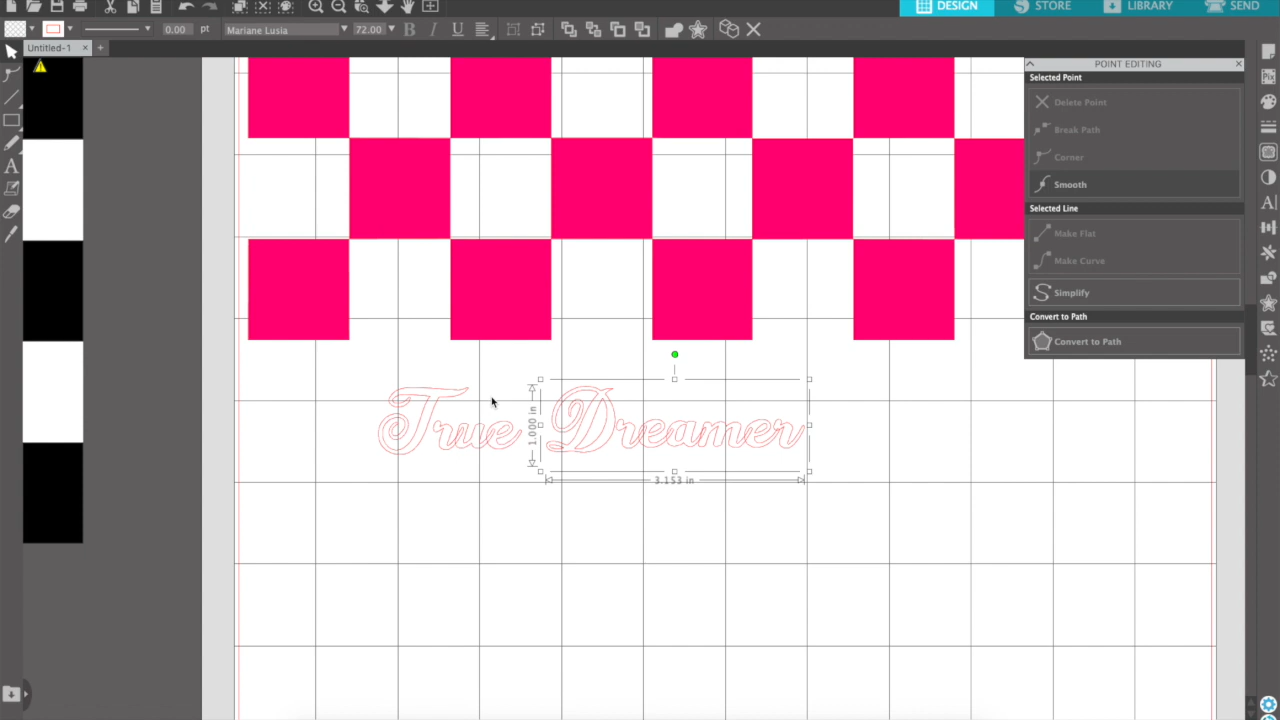 DESIGN
STORE
LIBRARY
SEND
0.00 pt
Mariane Lusia
72.00
B I U
Untitled-1 × +
POINT EDITING
Selected Point
Delete Point
Break Path
Corner
Smooth
Selected Line
Make Flat
Make Curve
Simplify
Convert to Path
Convert to Path
True Dreamer
1.000 in
3.153 in